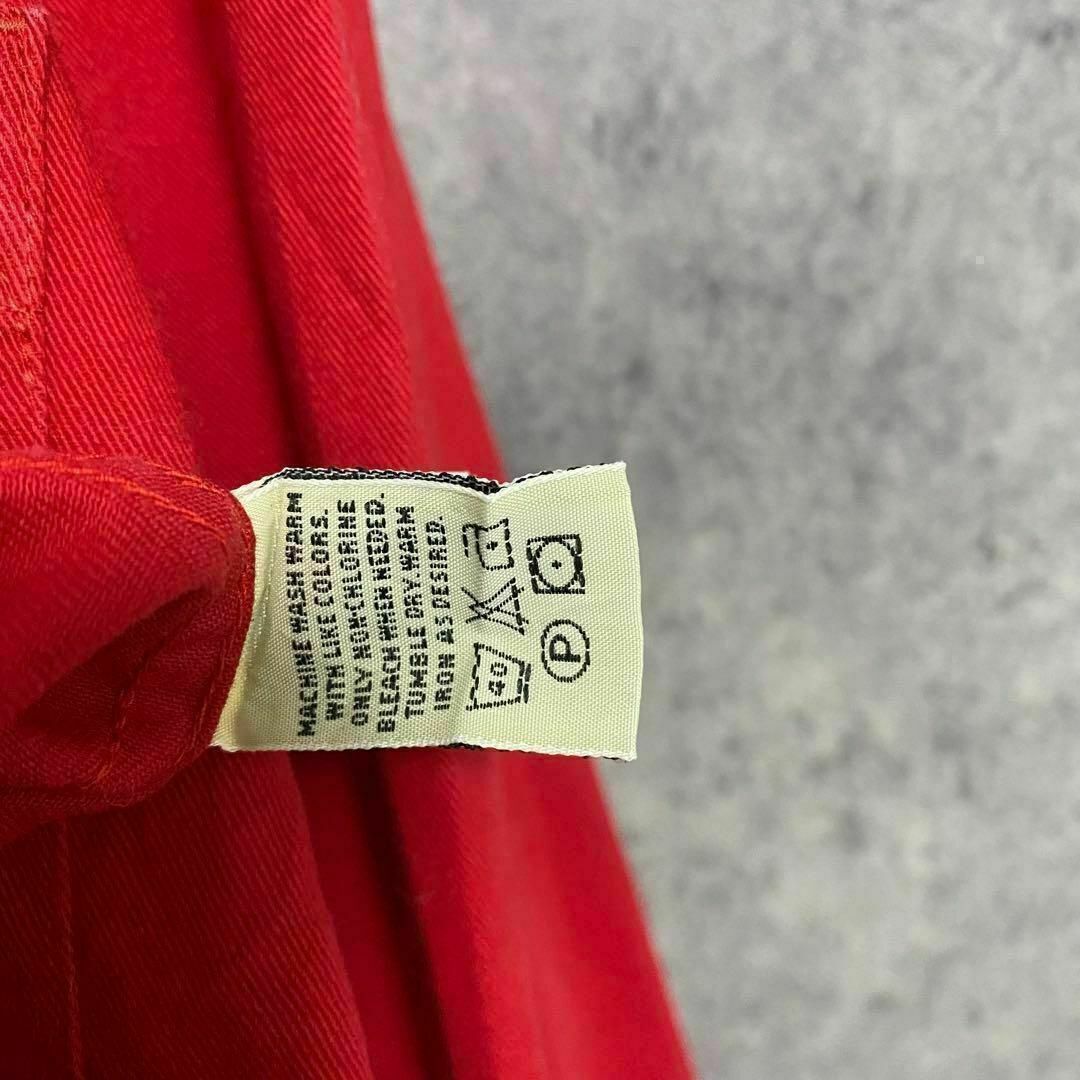 MACHINE WASH WARM
WITH LIKE COLORS.
ONLY NON-CHLORINE
BLEACH WHEN NEEDED.
TUMBLE DRY WARM
IRON AS DESIRED.
40
P